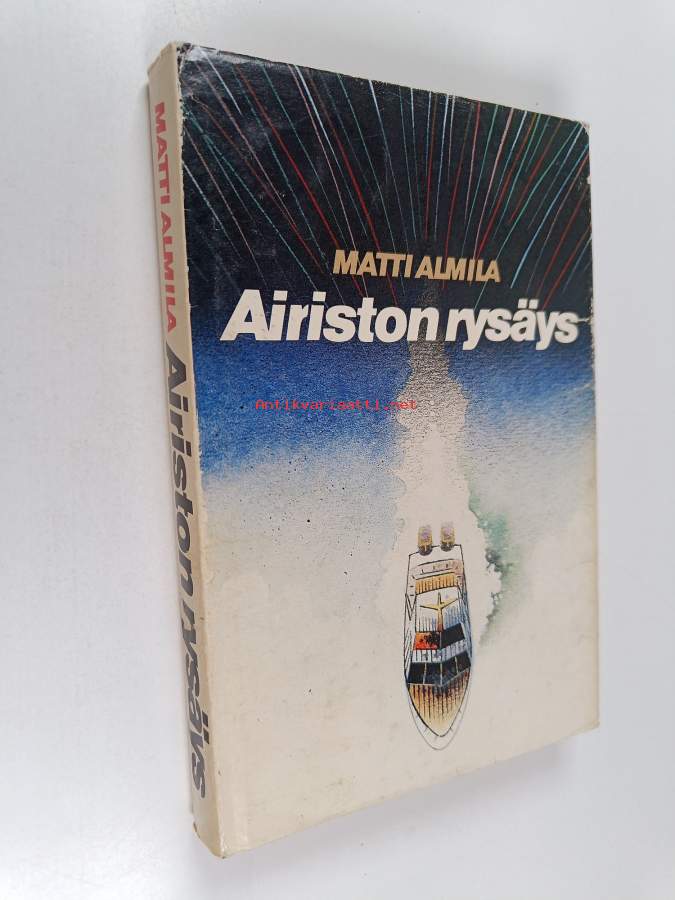 MATTI ALMILA
Airiston rysäys
Antikvariaatti.net
MATTI ALMILA Airiston rysäys